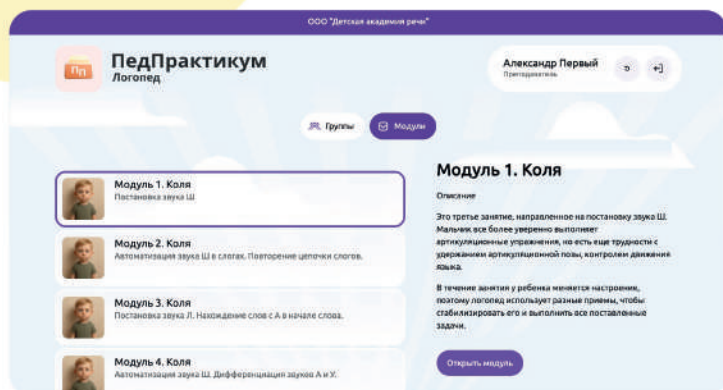 ООО "Детская академия речи"
Пп
ПедПрактикум
Логопед
Александр Первый
Преподаватель
Группы
Модули
Модуль 1. Коля
Постановка звука Ш
Модуль 2. Коля
Автоматизация звука Ш в слогах. Повторение цепочки слогов.
Модуль 3. Коля
Постановка звука Л. Нахождение слов с А в начале слова.
Модуль 4. Коля
Автоматизация звука Ш. Дифференциация звуков А и У.
Модуль 1. Коля
Описание
Это третье занятие, направленное на постановку звука Ш.
Мальчик все более уверенно выполняет
артикуляционные упражнения, но есть еще трудности с
удержанием артикуляционной позы, контролем движения
языка.
В течение занятия у ребенка меняется настроение,
поэтому логопед использует разные приемы, чтобы
стабилизировать его и выполнить все поставленные
задачи.
Открыть модуль